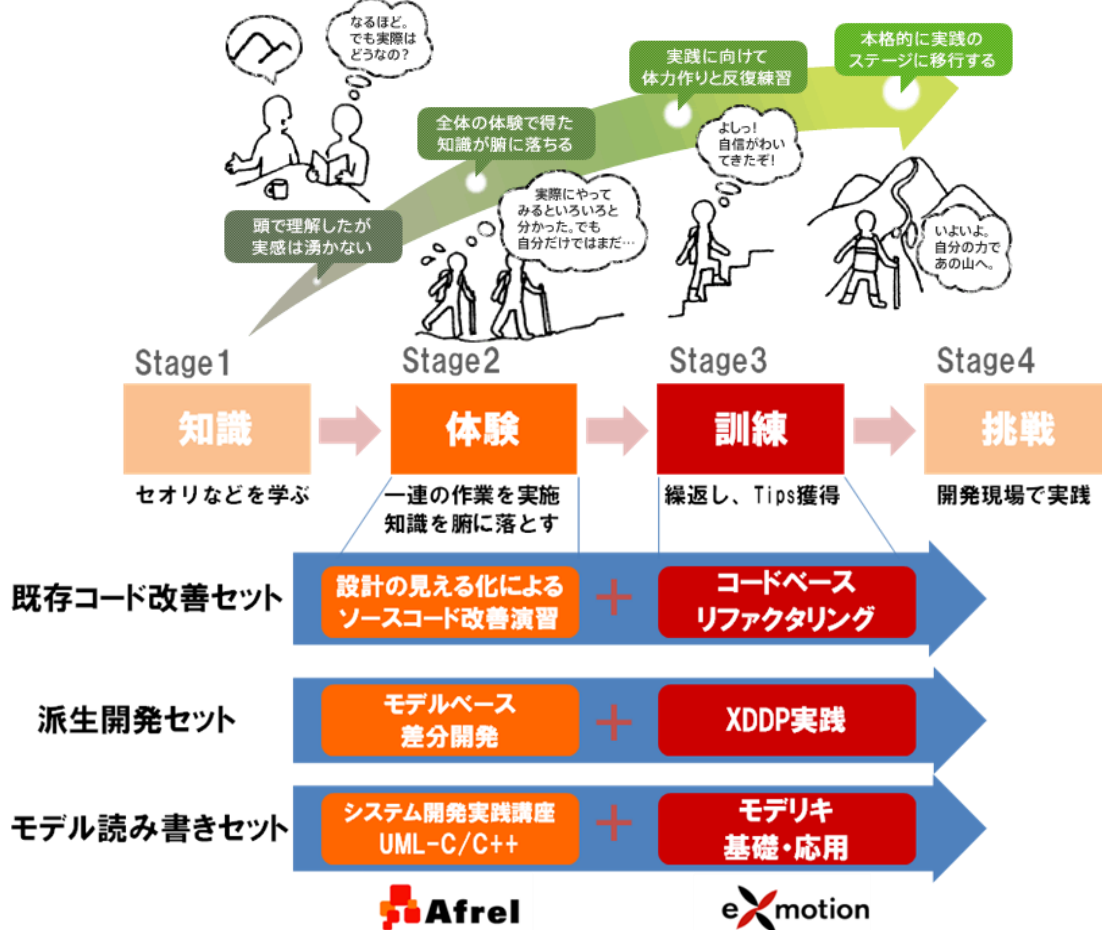 なるほど。
でも実際は
どうなの？
実践に向けて
体力作りと反復練習
本格的に実践の
ステージに移行する
全体の体験で得た
知識が腑に落ちる
よしっ！
自信がわい
てきたぞ！
頭で理解したが
実感は湧かない
実際にやって
みるといろいろと
分かった。でも
自分だけではまだ…
いよいよ。
自分の力で
あの山へ。
Stage1
Stage2
Stage3
Stage4
知識
体験
訓練
挑戦
セオリなどを学ぶ
一連の作業を実施
知識を腑に落とす
繰返し、Tips獲得
開発現場で実践
既存コード改善セット
設計の見える化による
ソースコード改善演習
+
コードベース
リファクタリング
派生開発セット
モデルベース
差分開発
+
XDDP実践
モデル読み書きセット
システム開発実践講座
UML-C/C++
+
モデリキ
基礎・応用
Afrel
eXmotion